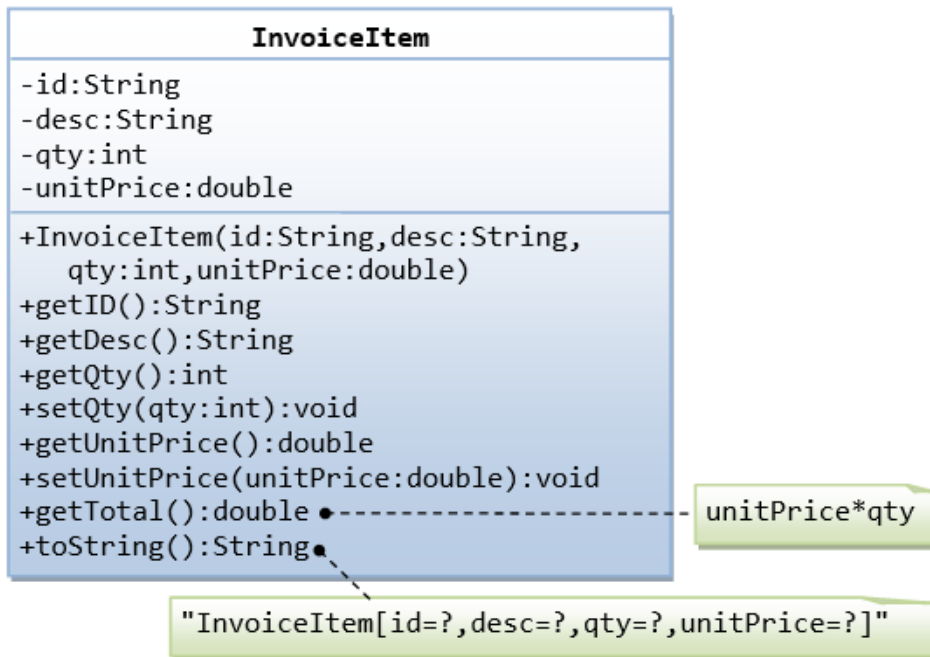 InvoiceItem
-id:String
-desc:String
-qty:int
-unitPrice:double
+InvoiceItem(id:String,desc:String,
qty:int,unitPrice:double)
+getID():String
+getDesc():String
+getQty():int
+setQty(qty:int):void
+getUnitPrice():double
+setUnitPrice(unitPrice:double):void
+getTotal():double
unitPrice*qty
+toString():String
"InvoiceItem[id=?,desc=?,qty=?,unitPrice=?]"